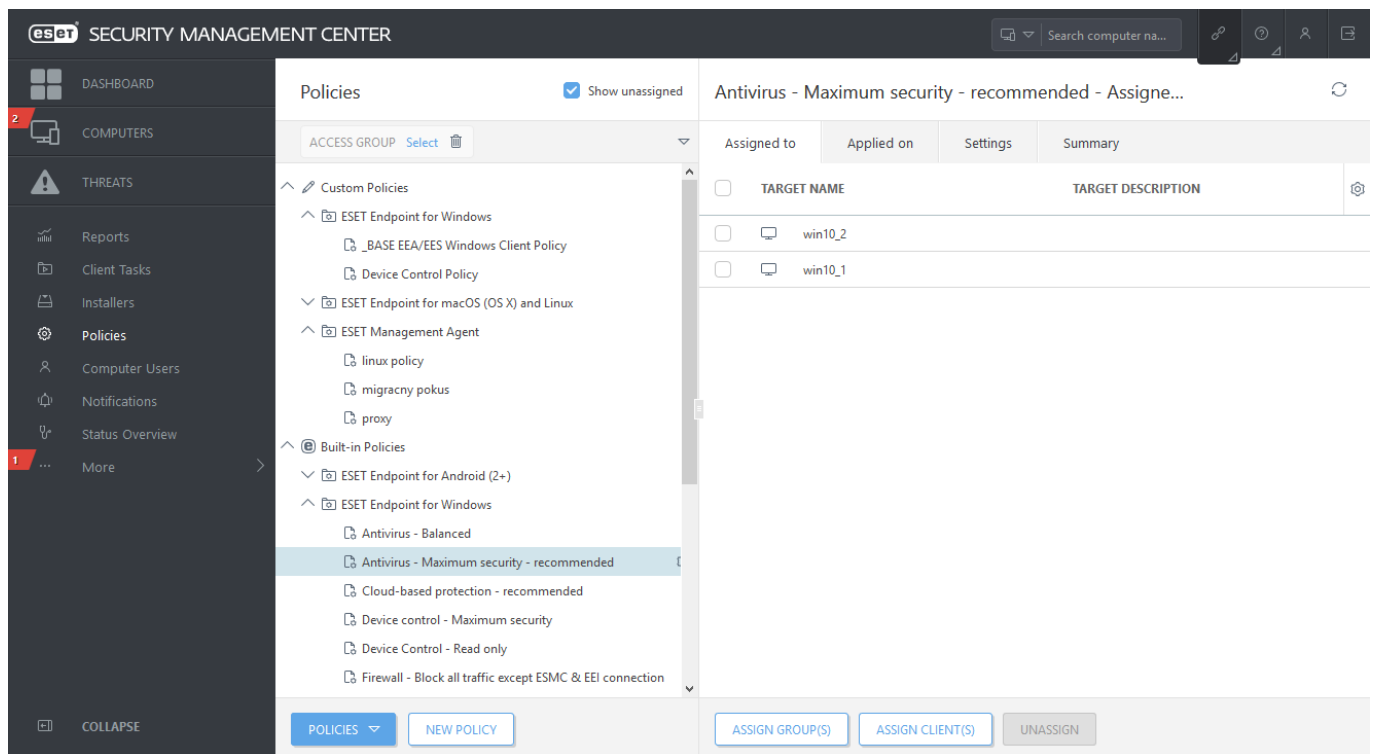 eset SECURITY MANAGEMENT CENTER
Search computer na...
DASHBOARD
2
COMPUTERS
THREATS
Reports
Client Tasks
Installers
Policies
Computer Users
Notifications
Status Overview
1
More
COLLAPSE
Policies
Show unassigned
ACCESS GROUP Select
Custom Policies
ESET Endpoint for Windows
_BASE EEA/EES Windows Client Policy
Device Control Policy
ESET Endpoint for macOS (OS X) and Linux
ESET Management Agent
linux policy
migracny pokus
proxy
Built-in Policies
ESET Endpoint for Android (2+)
ESET Endpoint for Windows
Antivirus - Balanced
Antivirus - Maximum security - recommended
Cloud-based protection - recommended
Device control - Maximum security
Device Control - Read only
Firewall - Block all traffic except ESMC & EEI connection
POLICIES
NEW POLICY
Antivirus - Maximum security - recommended - Assigne...
Assigned to Applied on Settings Summary
TARGET NAME TARGET DESCRIPTION
win10_2
win10_1
ASSIGN GROUP(S) ASSIGN CLIENT(S) UNASSIGN